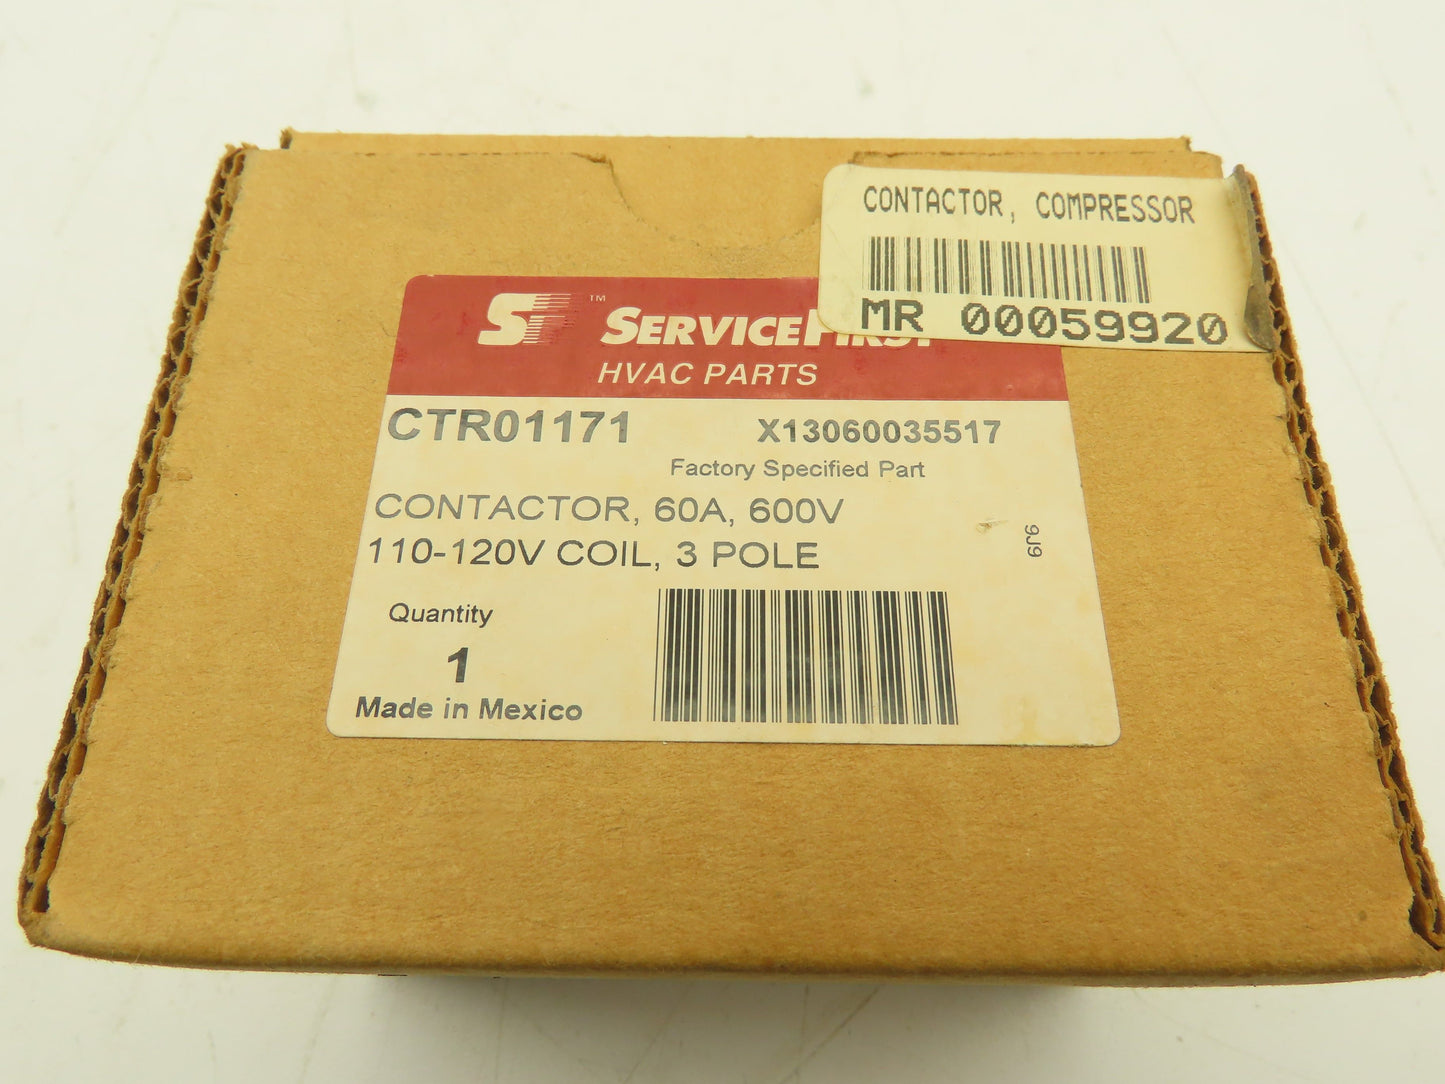 CONTACTOR, COMPRESSOR
MR 00059920
SF™ SERVICEFIRST
HVAC PARTS
CTR01171 X13060035517
Factory Specified Part
CONTACTOR, 60A, 600V
110-120V COIL, 3 POLE
9J9
Quantity
1
Made in Mexico